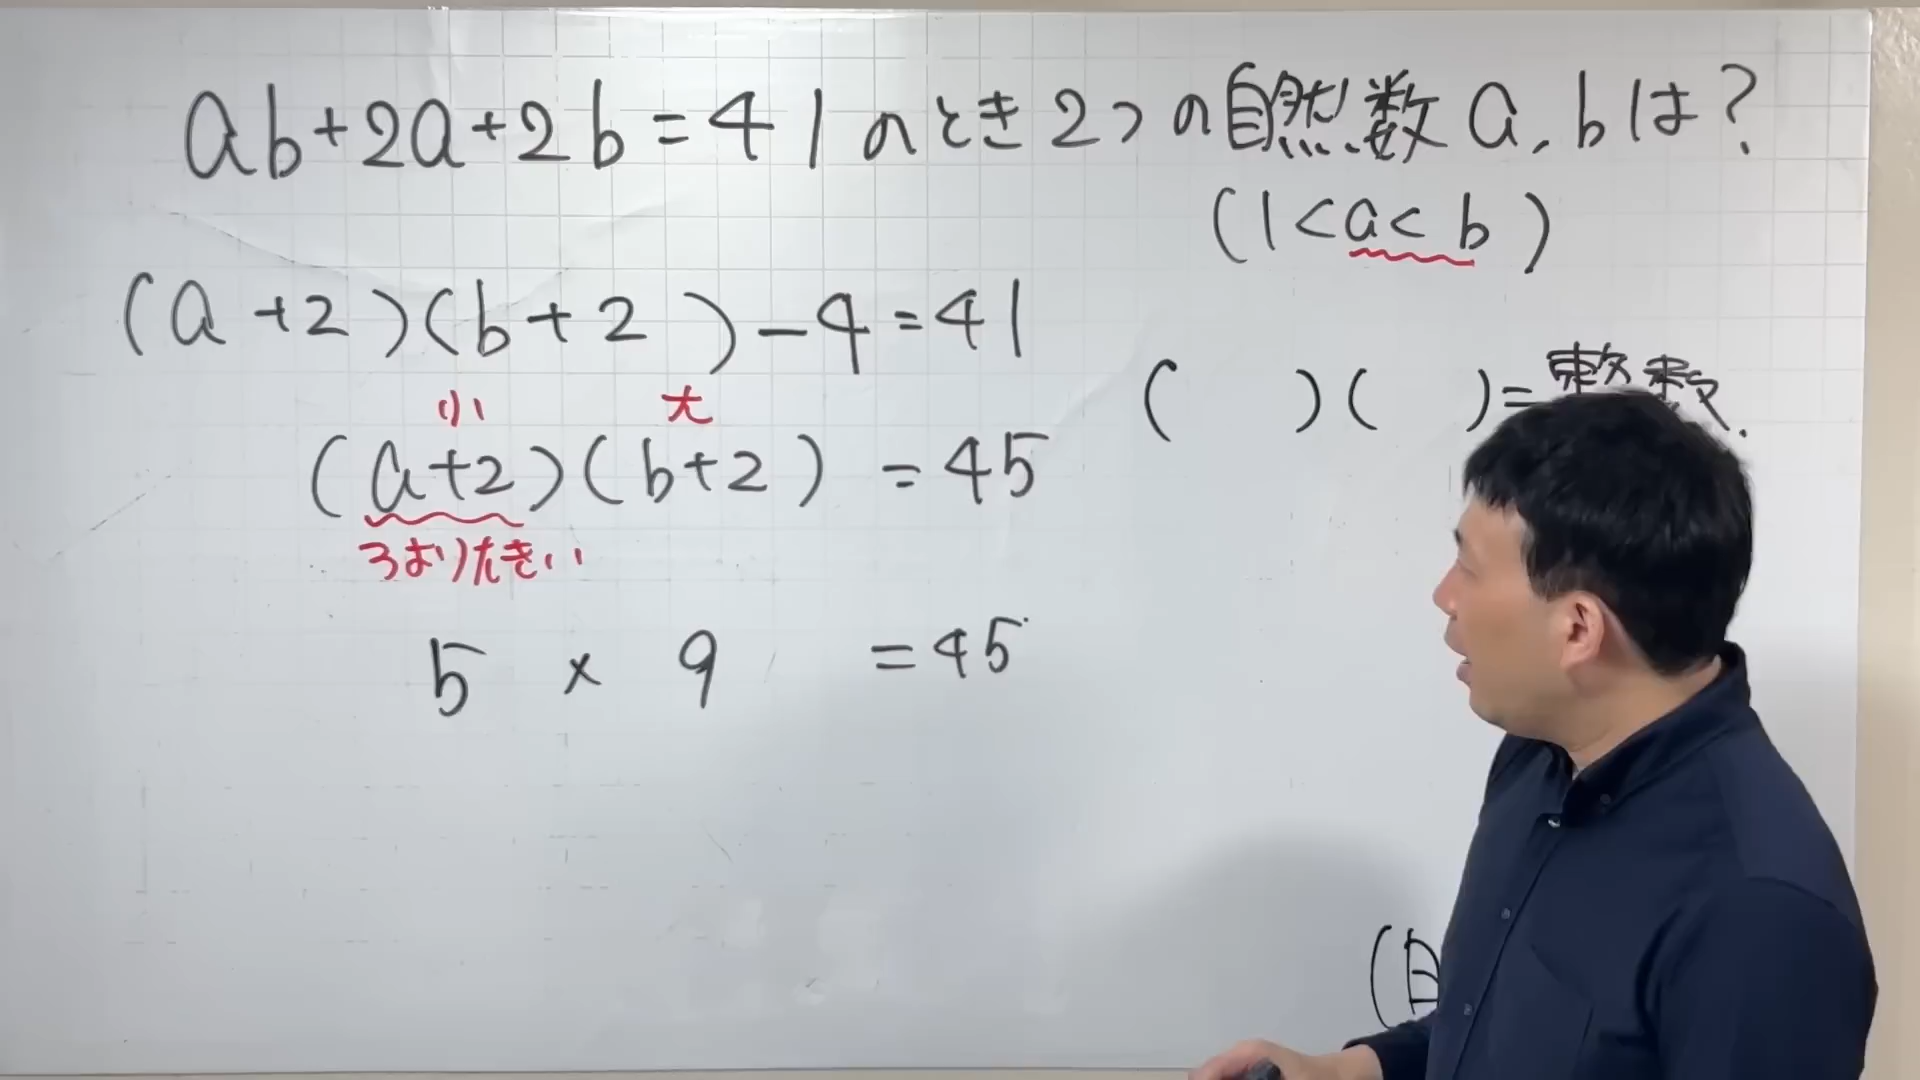 ab+2a+2b=41のとき2つの自然数a,bは?
(1<a<b)
(a+2)(b+2)-4=41
( )( )=整数.
小 大
(a+2)(b+2)=45
3より大きい
5×9=45
(自